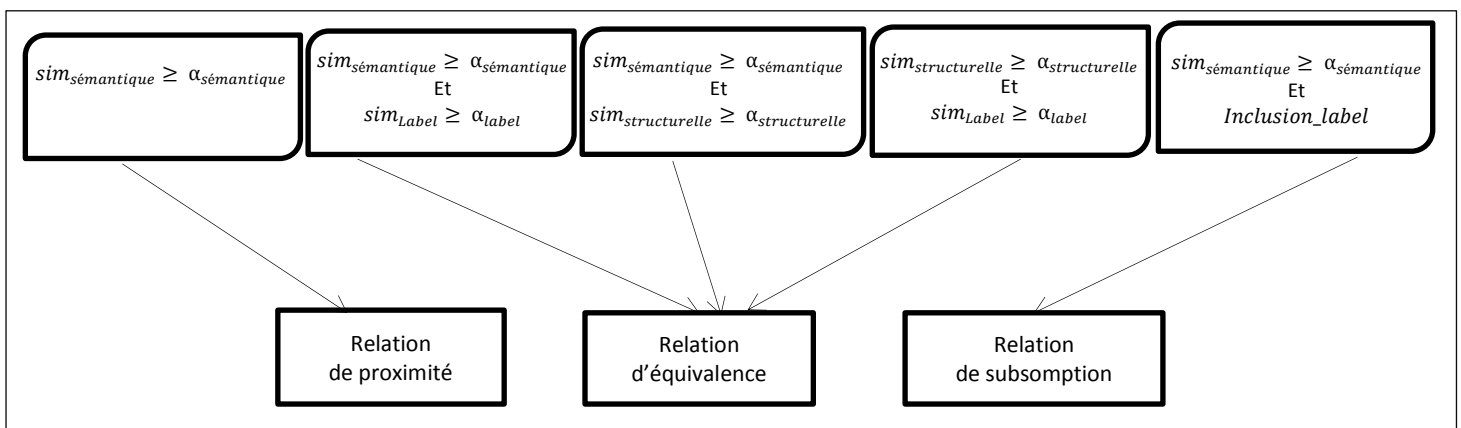 sim_sémantique ≥ α_sémantique
sim_sémantique ≥ α_sémantique
Et
sim_Label ≥ α_label
sim_sémantique ≥ α_sémantique
Et
sim_structurelle ≥ α_structurelle
sim_structurelle ≥ α_structurelle
Et
sim_Label ≥ α_label
sim_sémantique ≥ α_sémantique
Et
Inclusion_label
Relation
de proximité
Relation
d’équivalence
Relation
de subsomption